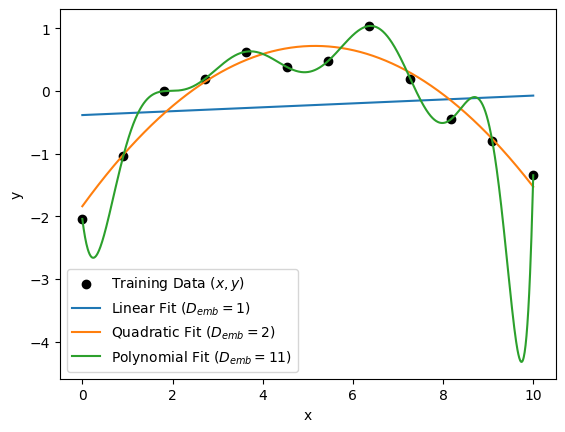 1
0
−1
−2
−3
−4
y
Training Data (x, y)
Linear Fit (D_emb = 1)
Quadratic Fit (D_emb = 2)
Polynomial Fit (D_emb = 11)
0 2 4 6 8 10
x